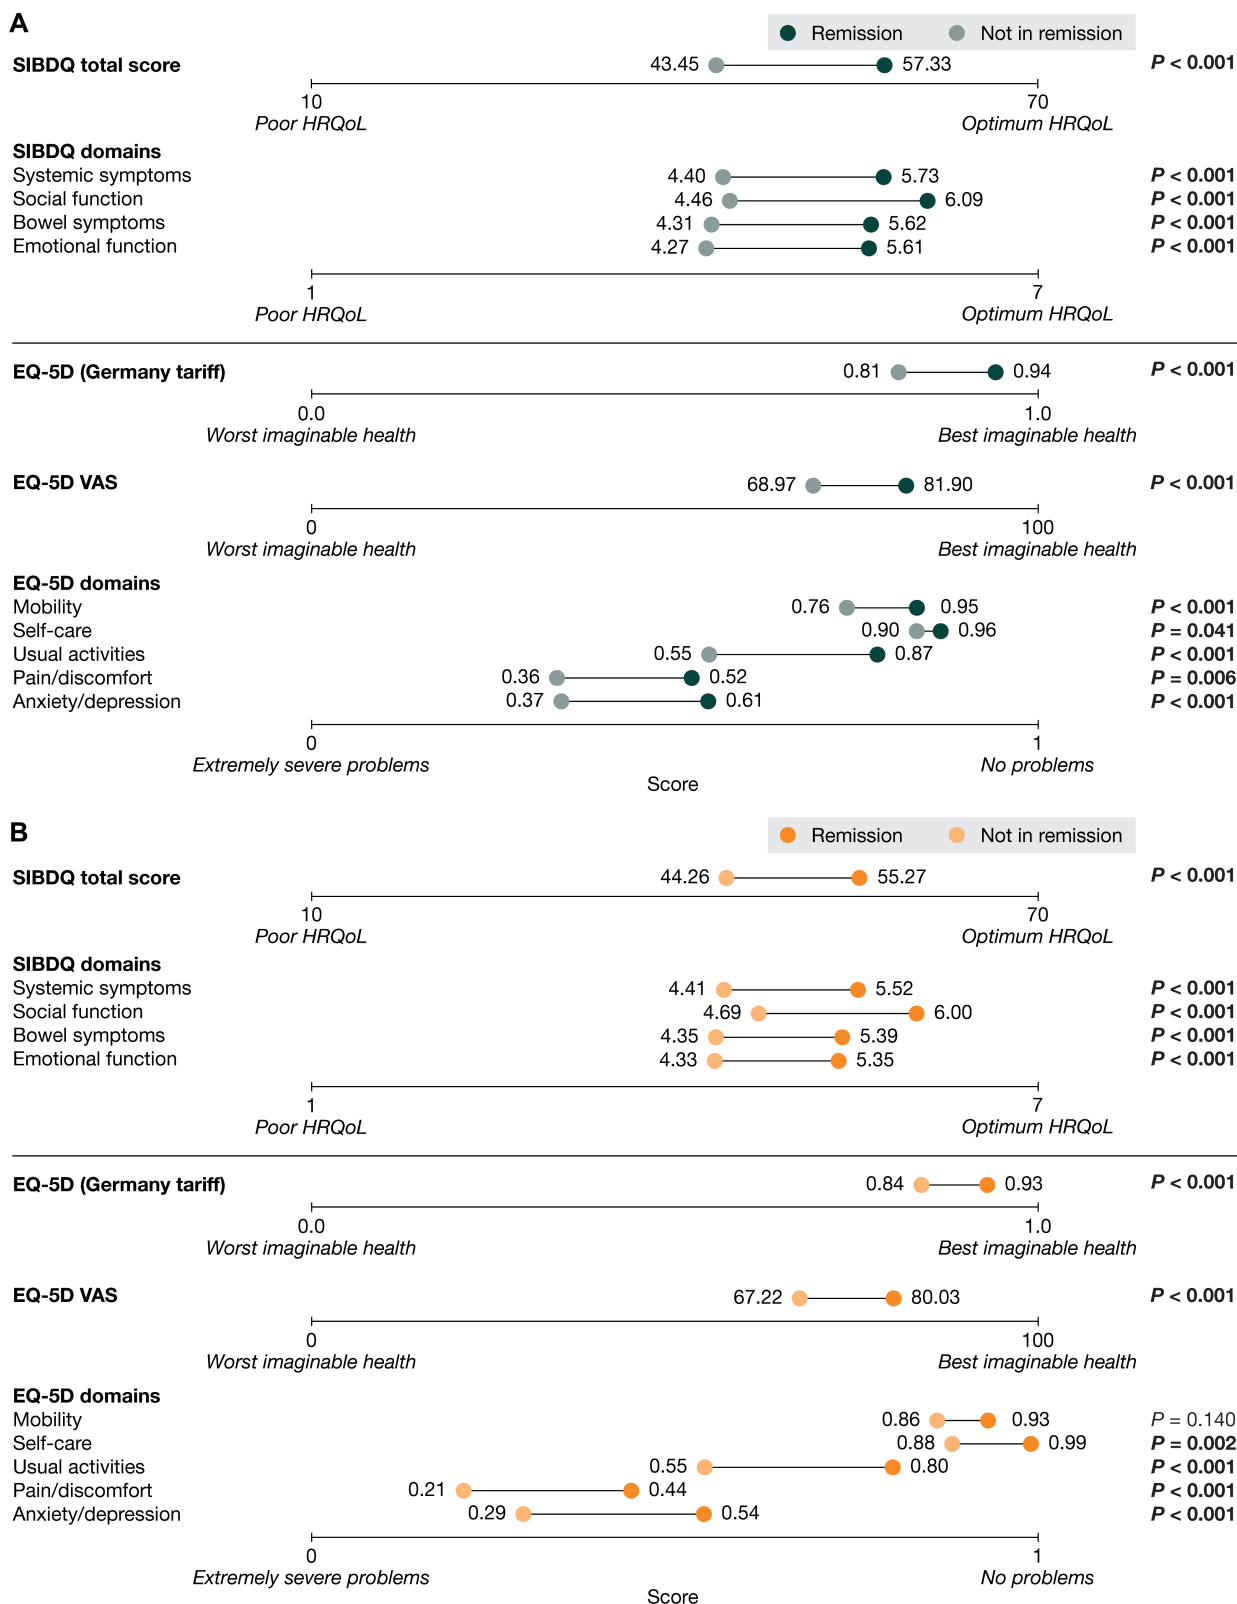 A
Remission Not in remission
SIBDQ total score 43.45 57.33 P < 0.001
10 70
Poor HRQoL Optimum HRQoL
SIBDQ domains
Systemic symptoms 4.40 5.73 P < 0.001
Social function 4.46 6.09 P < 0.001
Bowel symptoms 4.31 5.62 P < 0.001
Emotional function 4.27 5.61 P < 0.001
1 7
Poor HRQoL Optimum HRQoL
EQ-5D (Germany tariff) 0.81 0.94 P < 0.001
0.0 1.0
Worst imaginable health Best imaginable health
EQ-5D VAS 68.97 81.90 P < 0.001
0 100
Worst imaginable health Best imaginable health
EQ-5D domains
Mobility 0.76 0.95 P < 0.001
Self-care 0.90 0.96 P = 0.041
Usual activities 0.55 0.87 P < 0.001
Pain/discomfort 0.36 0.52 P = 0.006
Anxiety/depression 0.37 0.61 P < 0.001
0 1
Extremely severe problems No problems
Score
B
Remission Not in remission
SIBDQ total score 44.26 55.27 P < 0.001
10 70
Poor HRQoL Optimum HRQoL
SIBDQ domains
Systemic symptoms 4.41 5.52 P < 0.001
Social function 4.69 6.00 P < 0.001
Bowel symptoms 4.35 5.39 P < 0.001
Emotional function 4.33 5.35 P < 0.001
1 7
Poor HRQoL Optimum HRQoL
EQ-5D (Germany tariff) 0.84 0.93 P < 0.001
0.0 1.0
Worst imaginable health Best imaginable health
EQ-5D VAS 67.22 80.03 P < 0.001
0 100
Worst imaginable health Best imaginable health
EQ-5D domains
Mobility 0.86 0.93 P = 0.140
Self-care 0.88 0.99 P = 0.002
Usual activities 0.55 0.80 P < 0.001
Pain/discomfort 0.21 0.44 P < 0.001
Anxiety/depression 0.29 0.54 P < 0.001
0 1
Extremely severe problems No problems
Score